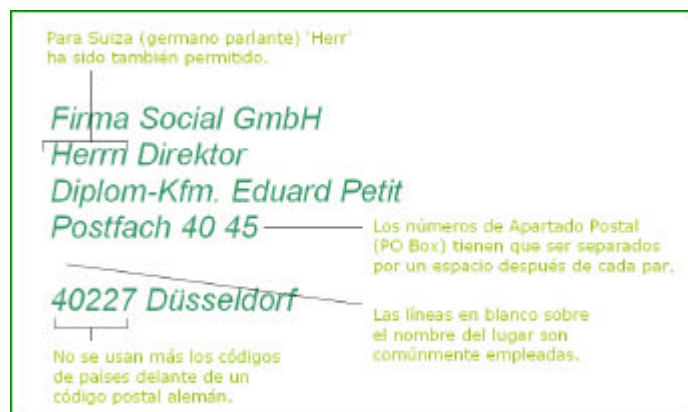 Para Suiza (germano parlante) 'Herr'
ha sido también permitido.
Firma Social GmbH
Herrn Direktor
Diplom-Kfm. Eduard Petit
Postfach 40 45
Los números de Apartado Postal
(PO Box) tienen que ser separados
por un espacio después de cada par.
40227 Düsseldorf
Las líneas en blanco sobre
el nombre del lugar son
comúnmente empleadas.
No se usan más los códigos
de países delante de un
código postal alemán.